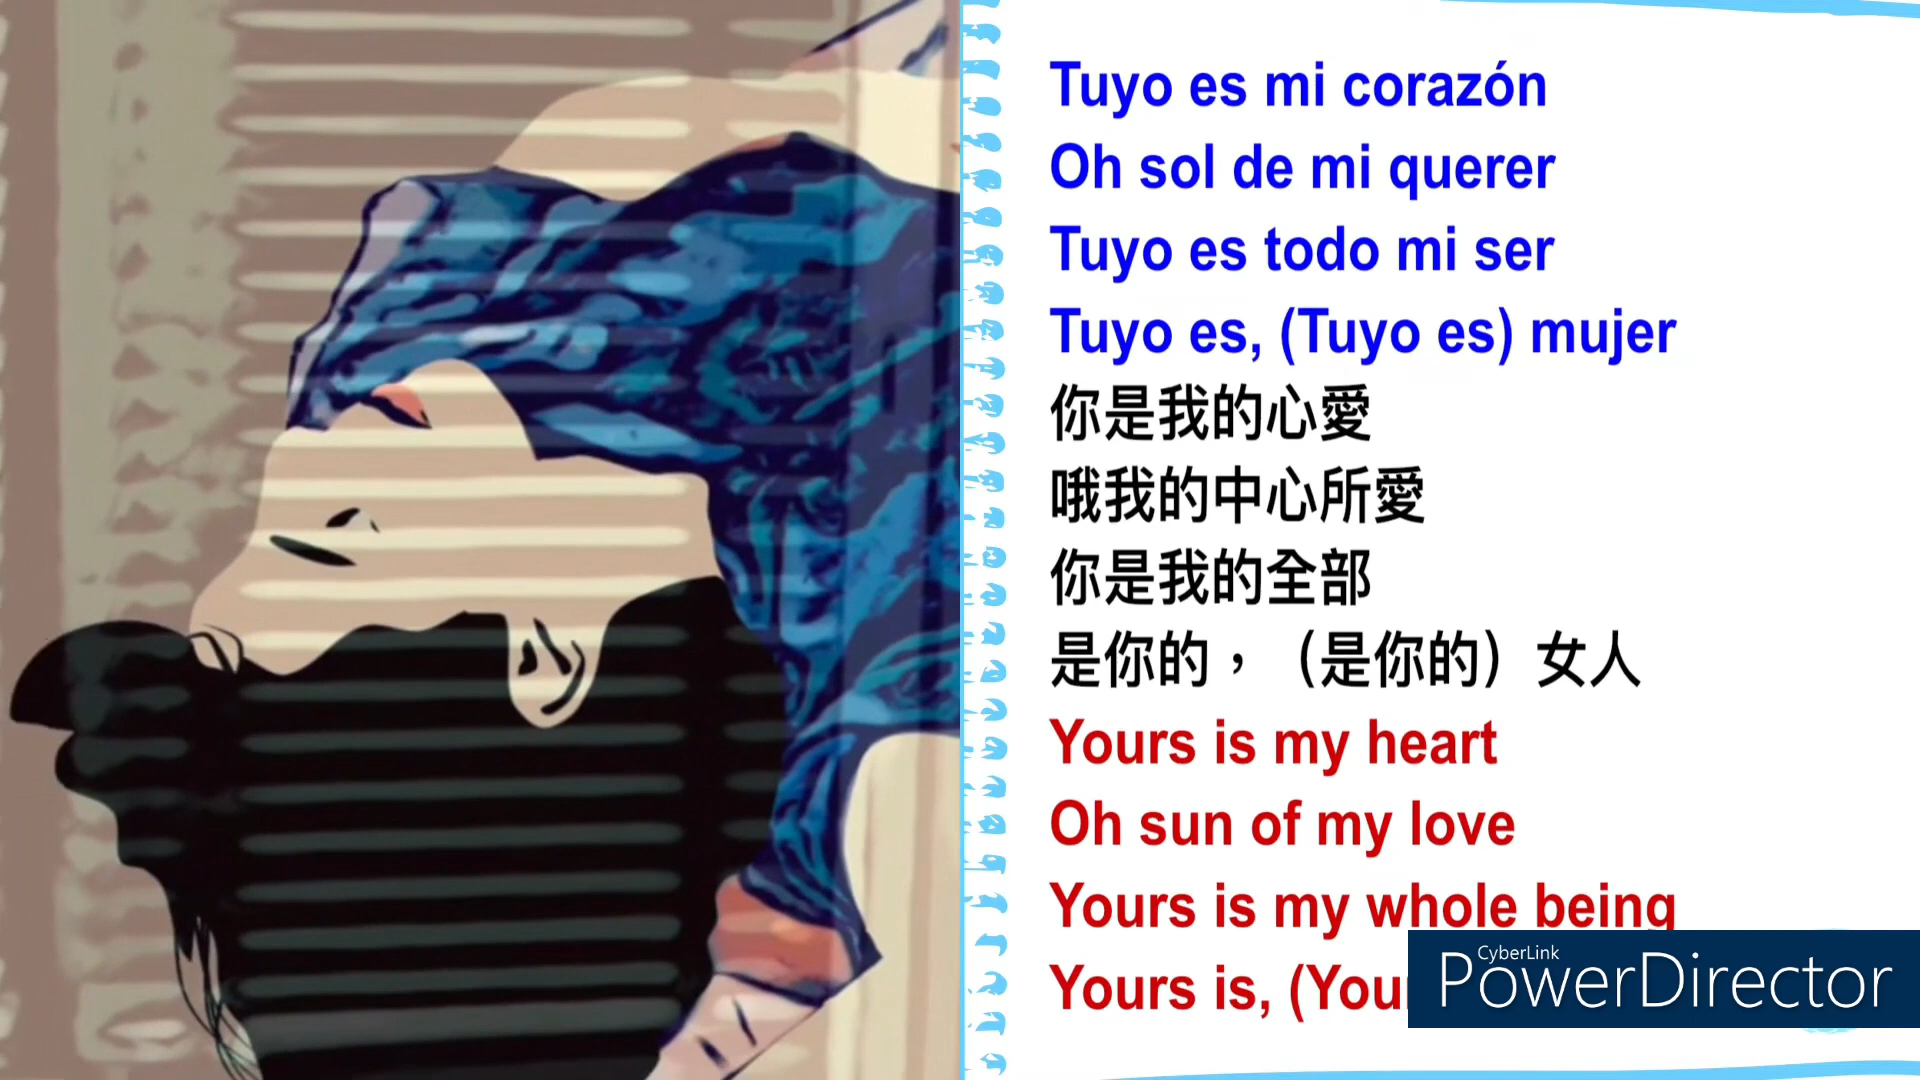 Tuyo es mi corazón
Oh sol de mi querer
Tuyo es todo mi ser
Tuyo es, (Tuyo es) mujer
你是我的心愛
哦我的中心所愛
你是我的全部
是你的，（是你的）女人
Yours is my heart
Oh sun of my love
Yours is my whole being
Yours is,
CyberLink
PowerDirector